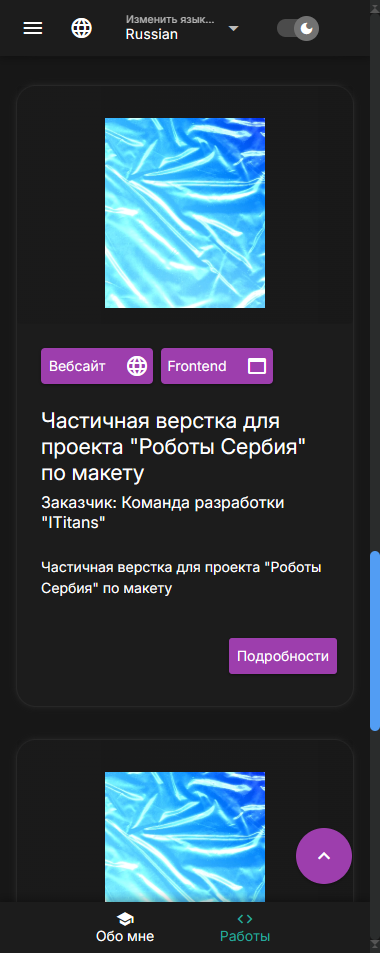 Изменить язык...
Russian
Вебсайт
Frontend
Частичная верстка для
проекта "Роботы Сербия"
по макету
Заказчик: Команда разработки
"ITitans"
Частичная верстка для проекта "Роботы
Сербия" по макету
Подробности
Обо мне
Работы